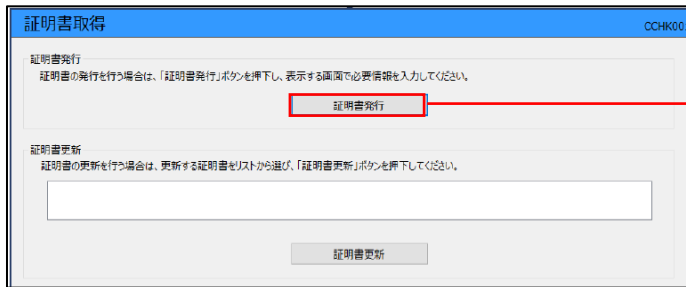 証明書取得
CCHK00
証明書発行
証明書の発行を行う場合は、「証明書発行」ボタンを押下し、表示する画面で必要情報を入力してください。
証明書発行
証明書更新
証明書の更新を行う場合は、更新する証明書をリストから選び、「証明書更新」ボタンを押下してください。
証明書更新